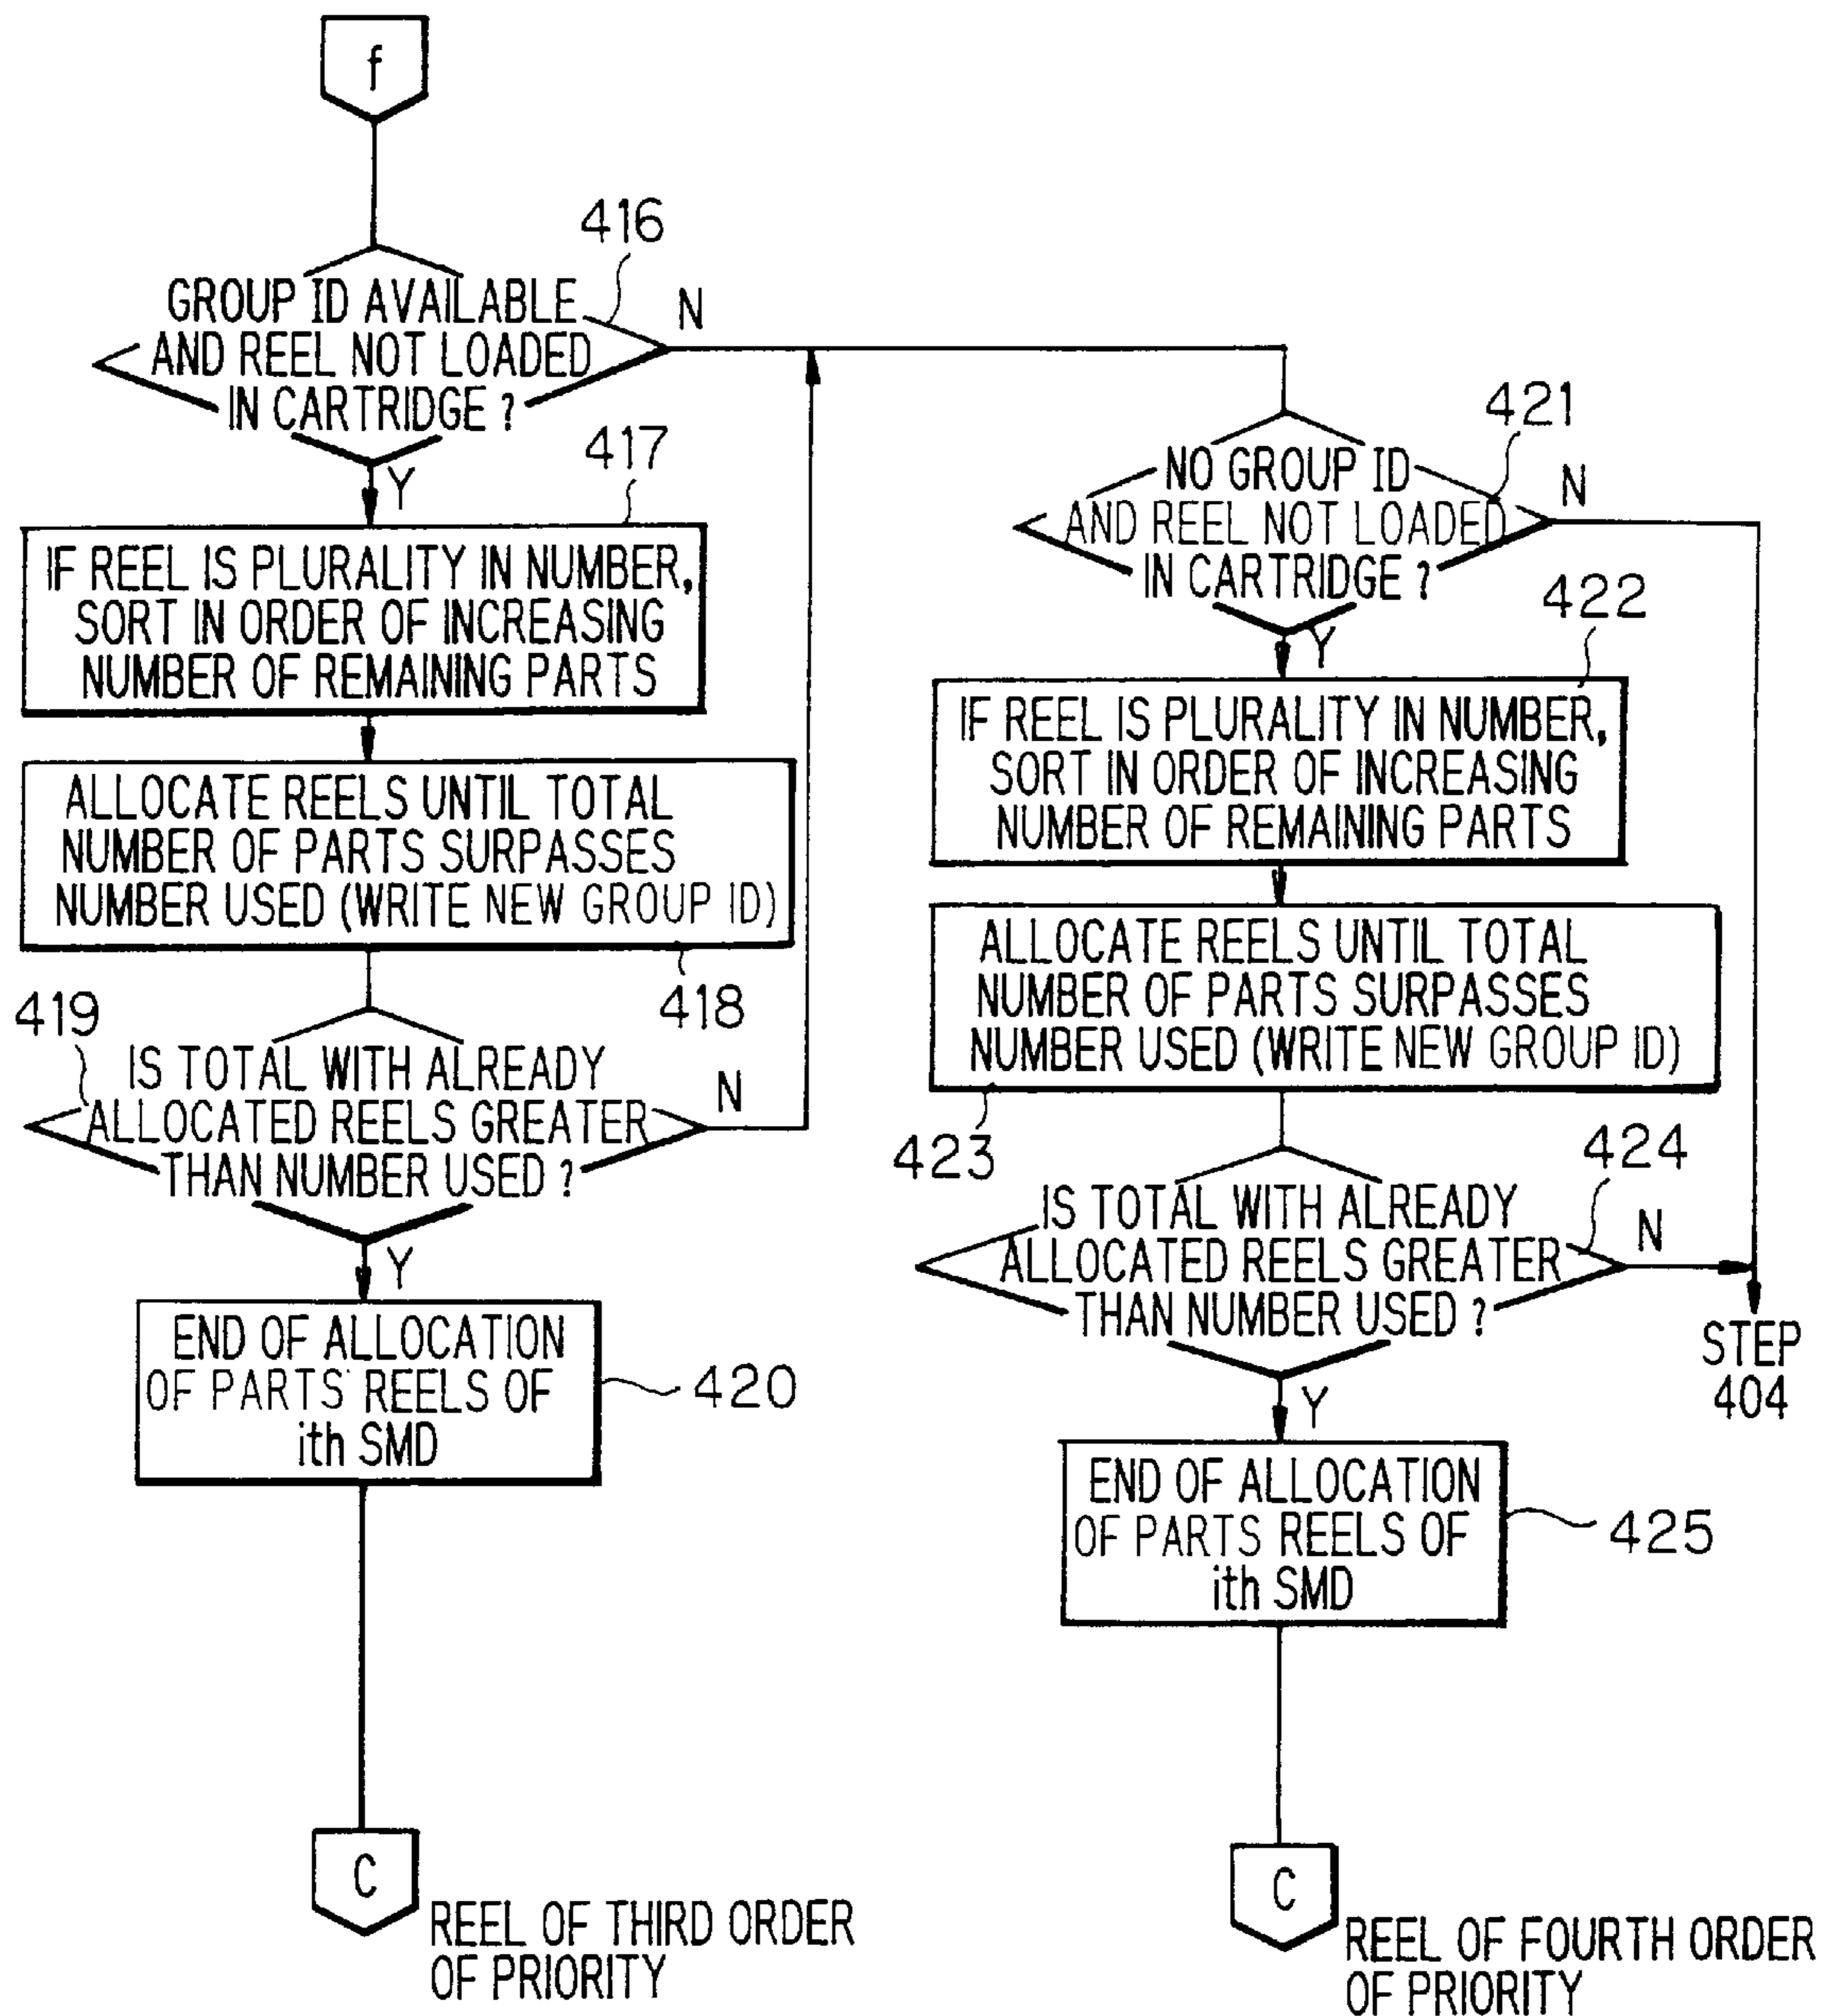 f
416
GROUP ID AVAILABLE
AND REEL NOT LOADED
IN CARTRIDGE ?
N
Y
417
IF REEL IS PLURALITY IN NUMBER,
SORT IN ORDER OF INCREASING
NUMBER OF REMAINING PARTS
ALLOCATE REELS UNTIL TOTAL
NUMBER OF PARTS SURPASSES
NUMBER USED (WRITE NEW GROUP ID)
418
419
IS TOTAL WITH ALREADY
ALLOCATED REELS GREATER
THAN NUMBER USED ?
N
Y
END OF ALLOCATION
OF PARTS' REELS OF
ith SMD
420
C
REEL OF THIRD ORDER
OF PRIORITY
421
NO GROUP ID
AND REEL NOT LOADED
IN CARTRIDGE ?
N
Y
422
IF REEL IS PLURALITY IN NUMBER,
SORT IN ORDER OF INCREASING
NUMBER OF REMAINING PARTS
ALLOCATE REELS UNTIL TOTAL
NUMBER OF PARTS SURPASSES
NUMBER USED (WRITE NEW GROUP ID)
423
424
IS TOTAL WITH ALREADY
ALLOCATED REELS GREATER
THAN NUMBER USED ?
N
Y
STEP
404
END OF ALLOCATION
OF PARTS REELS OF
ith SMD
425
C
REEL OF FOURTH ORDER
OF PRIORITY